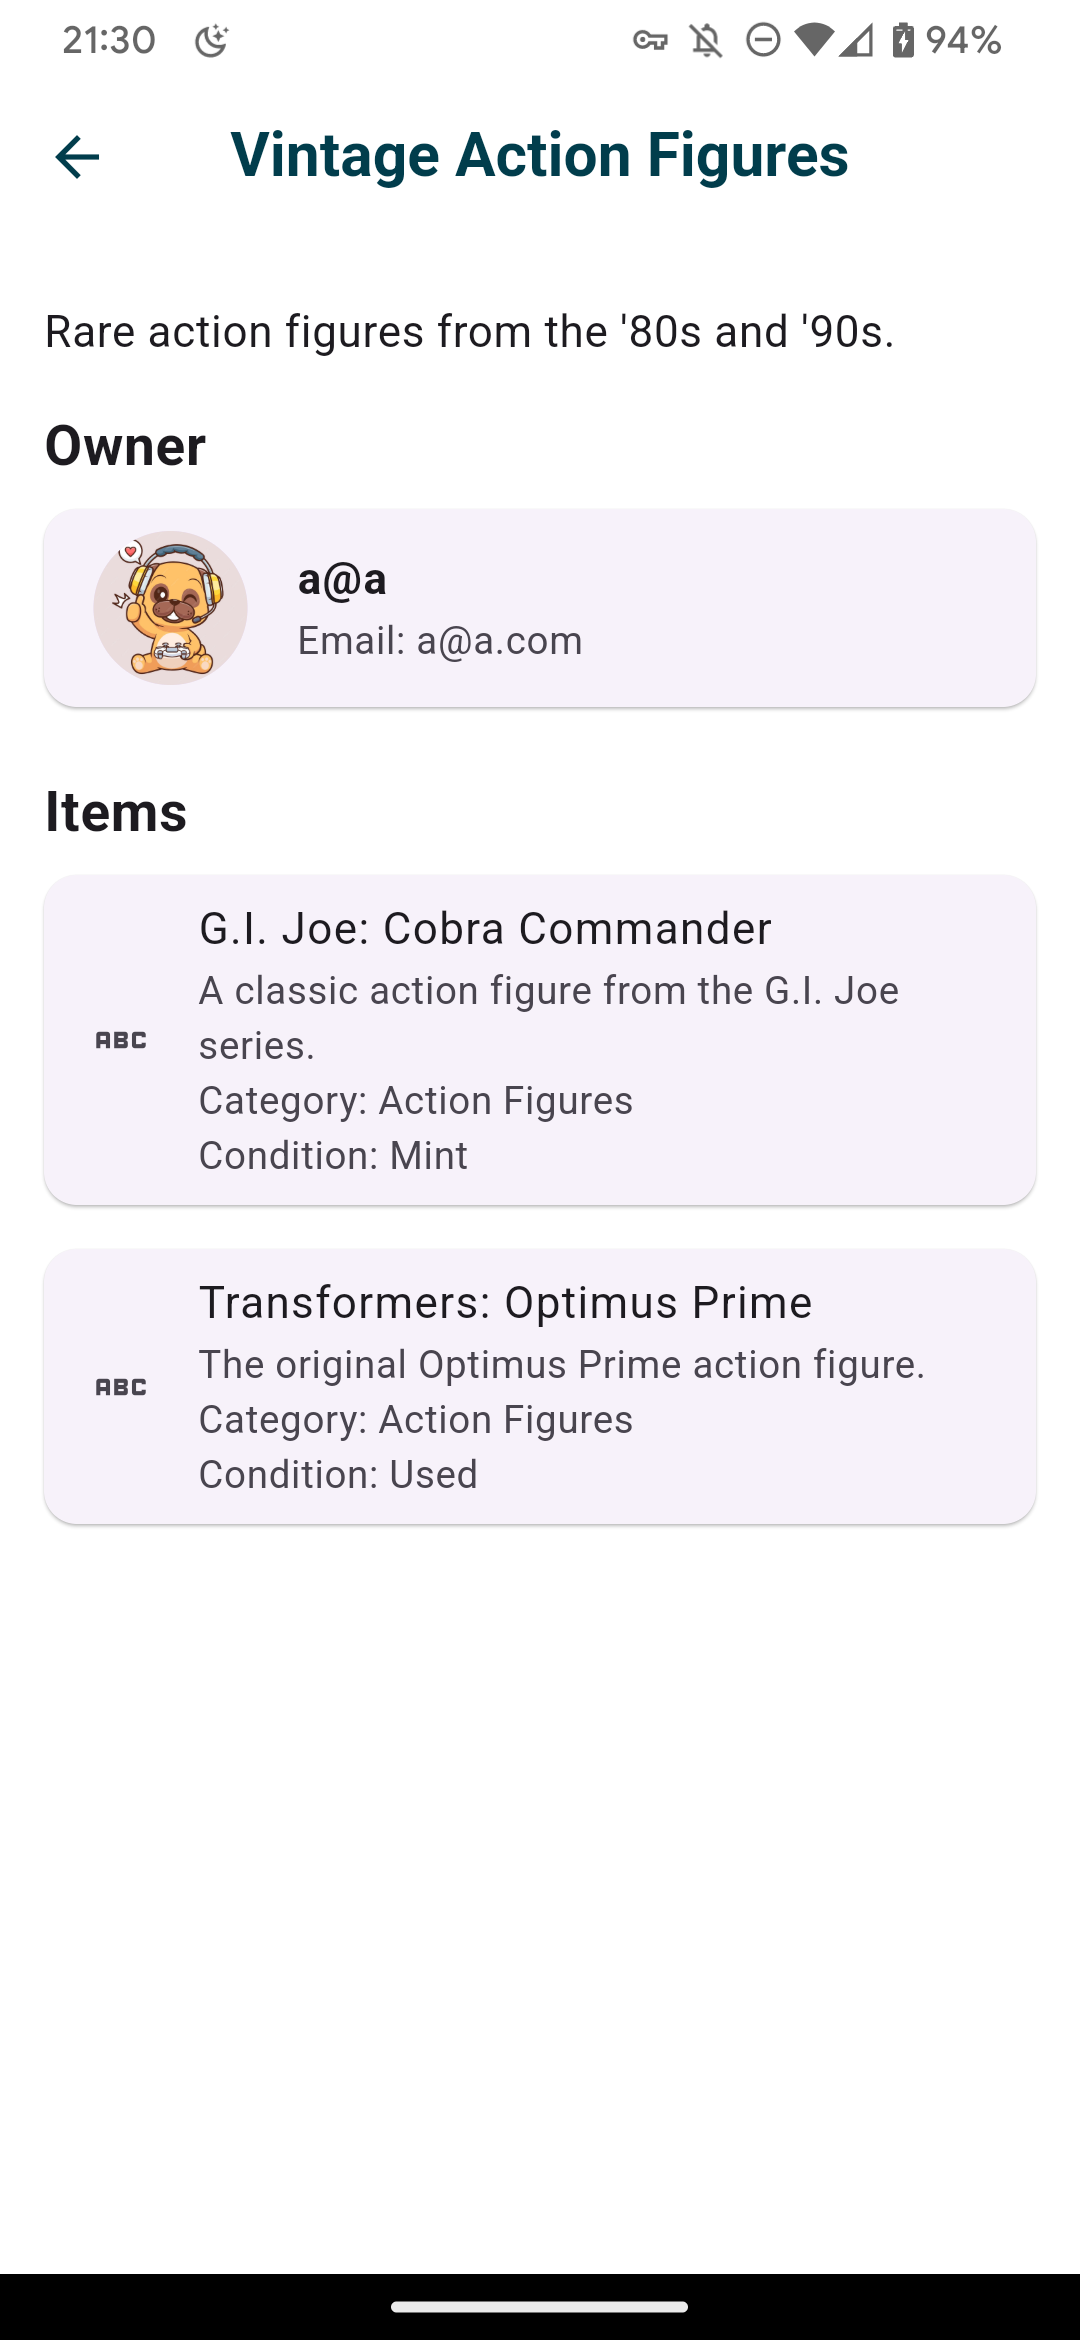 21:30
94%
Vintage Action Figures
Rare action figures from the '80s and '90s.
Owner
a@a
Email: a@a.com
Items
G.I. Joe: Cobra Commander
A classic action figure from the G.I. Joe
series.
ABC
Category: Action Figures
Condition: Mint
Transformers: Optimus Prime
The original Optimus Prime action figure.
ABC
Category: Action Figures
Condition: Used